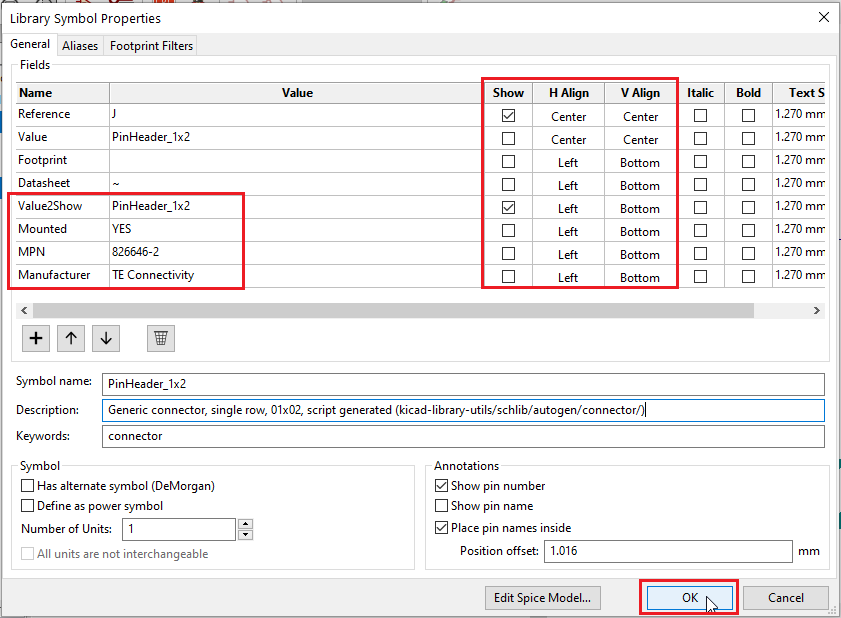 Library Symbol Properties
General Aliases Footprint Filters
Fields
Name Value Show H Align V Align Italic Bold Text S
Reference J Center Center 1.270 mm
Value PinHeader_1x2 Center Center 1.270 mm
Footprint Left Bottom 1.270 mm
Datasheet ~ Left Bottom 1.270 mm
Value2Show PinHeader_1x2 Left Bottom 1.270 mm
Mounted YES Left Bottom 1.270 mm
MPN 826646-2 Left Bottom 1.270 mm
Manufacturer TE Connectivity Left Bottom 1.270 mm
Symbol name: PinHeader_1x2
Description: Generic connector, single row, 01x02, script generated (kicad-library-utils/schlib/autogen/connector/)
Keywords: connector
Symbol Annotations
Has alternate symbol (DeMorgan) Show pin number
Define as power symbol Show pin name
Number of Units: 1 Place pin names inside
All units are not interchangeable Position offset: 1.016 mm
Edit Spice Model... OK Cancel